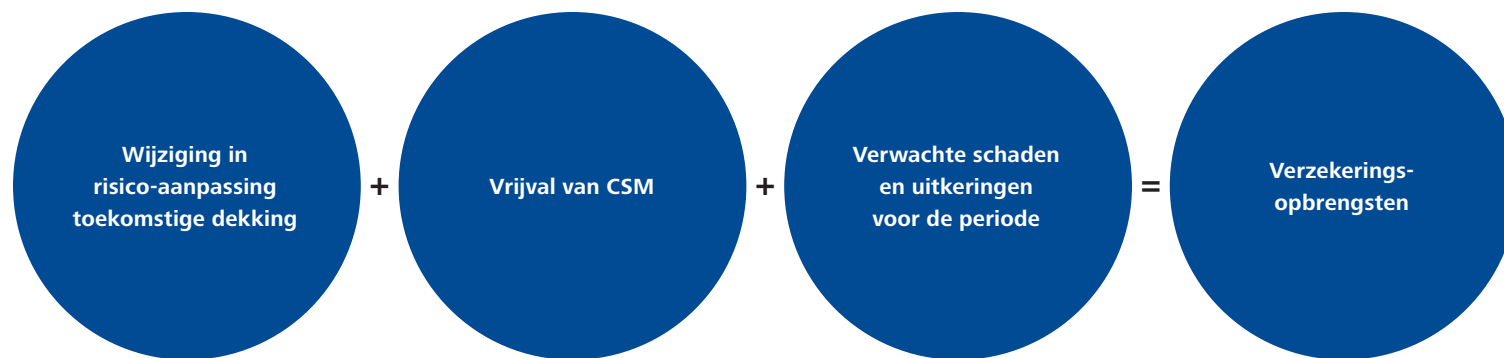 Wijziging in
risico-aanpassing
toekomstige dekking
+
Vrijval van CSM
+
Verwachte schaden
en uitkeringen
voor de periode
=
Verzekerings-
opbrengsten